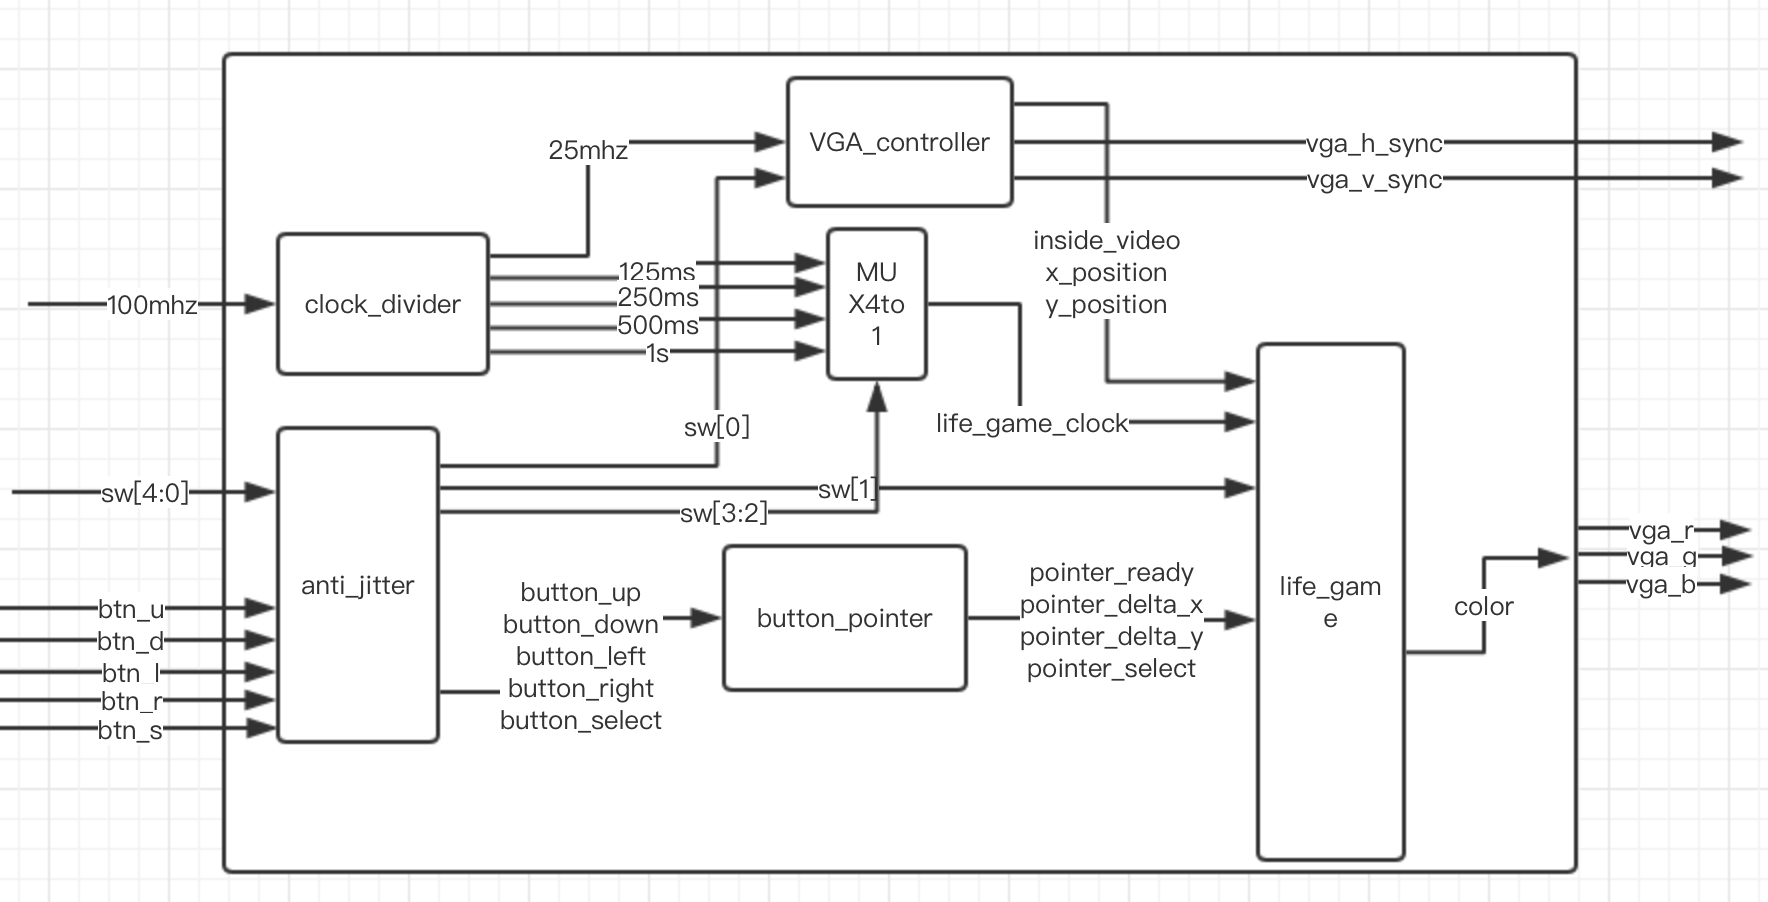 VGA_controller
25mhz
vga_h_sync
vga_v_sync
inside_video
x_position
y_position
100mhz
clock_divider
125ms
250ms
500ms
1s
MU
X4to
1
life_game_clock
sw[0]
sw[4:0]
sw[1]
sw[3:2]
anti_jitter
btn_u
btn_d
btn_l
btn_r
btn_s
button_up
button_down
button_left
button_right
button_select
button_pointer
pointer_ready
pointer_delta_x
pointer_delta_y
pointer_select
life_gam
e
color
vga_r
vga_g
vga_b